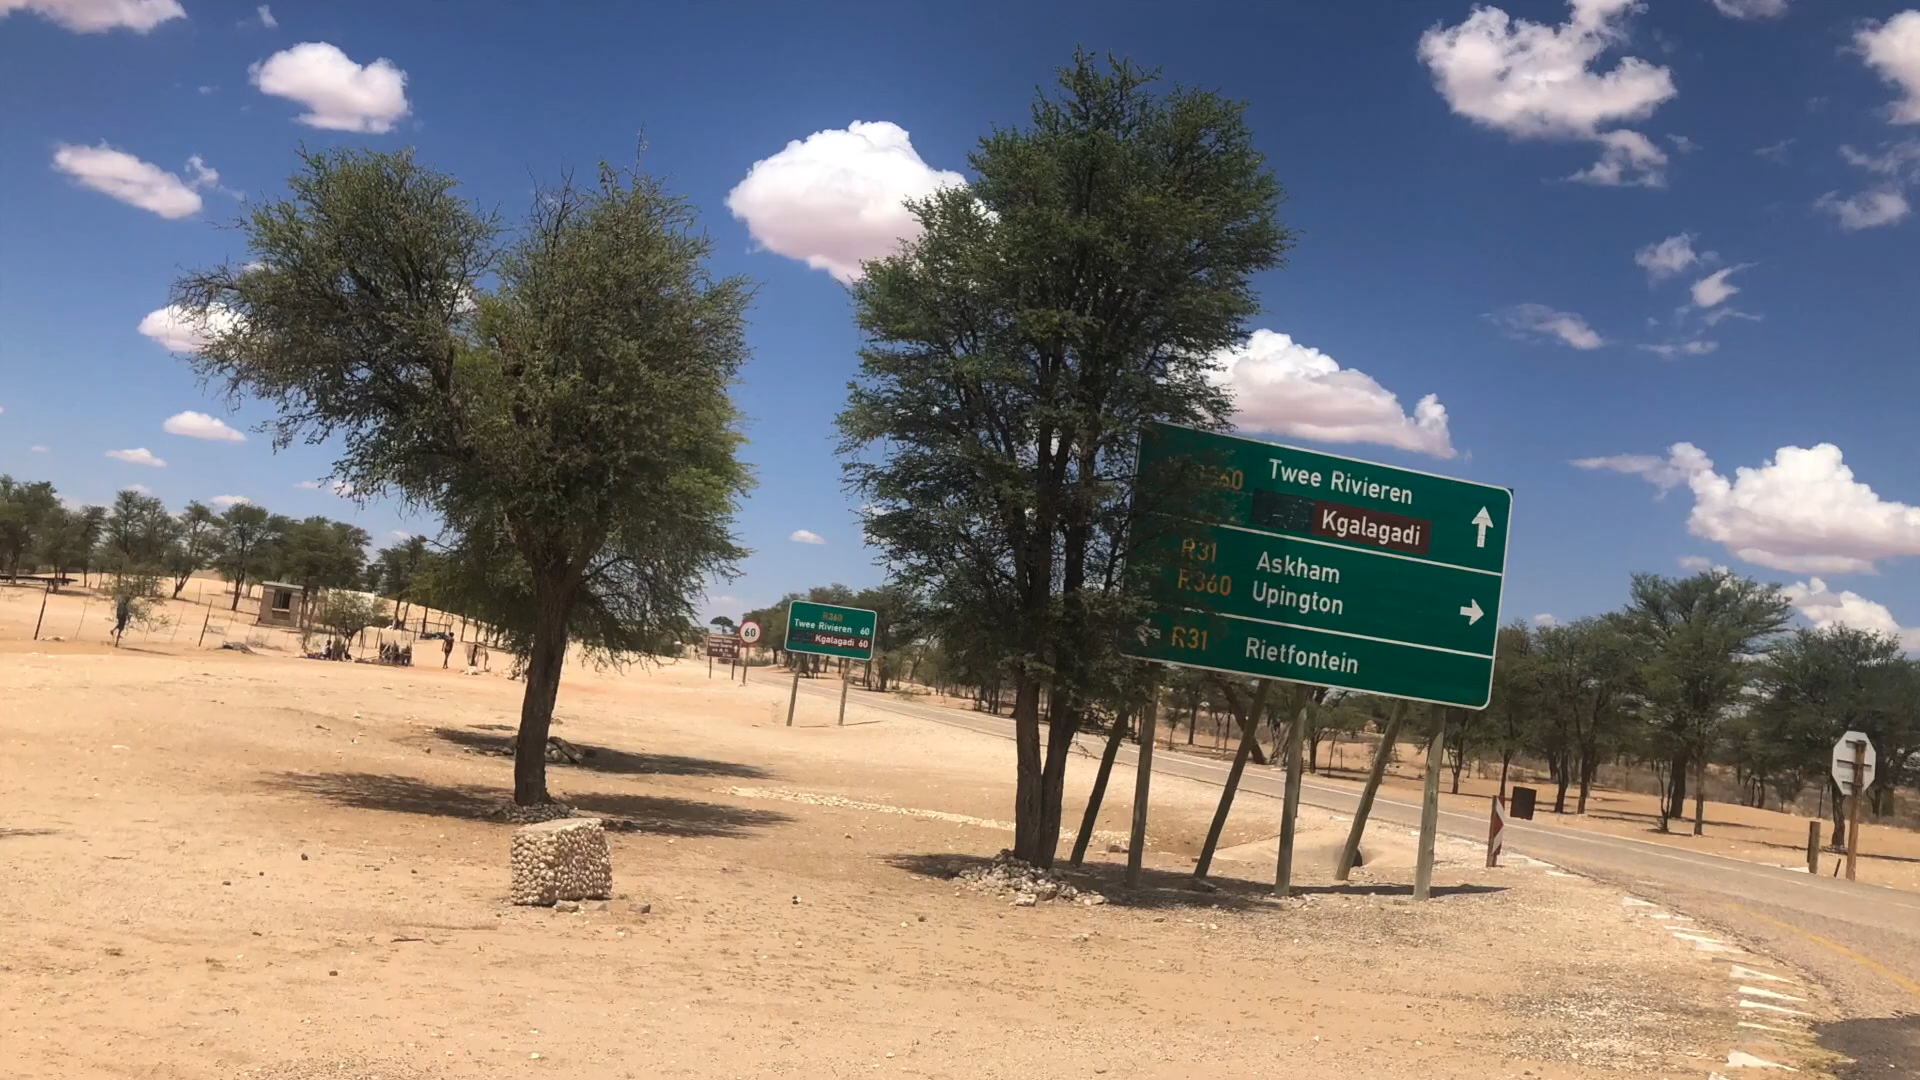 R360 Twee Rivieren
Kgalagadi
R31 Askham
R360 Upington
R31 Rietfontein
R360
Twee Rivieren 60
Kgalagadi 60
60